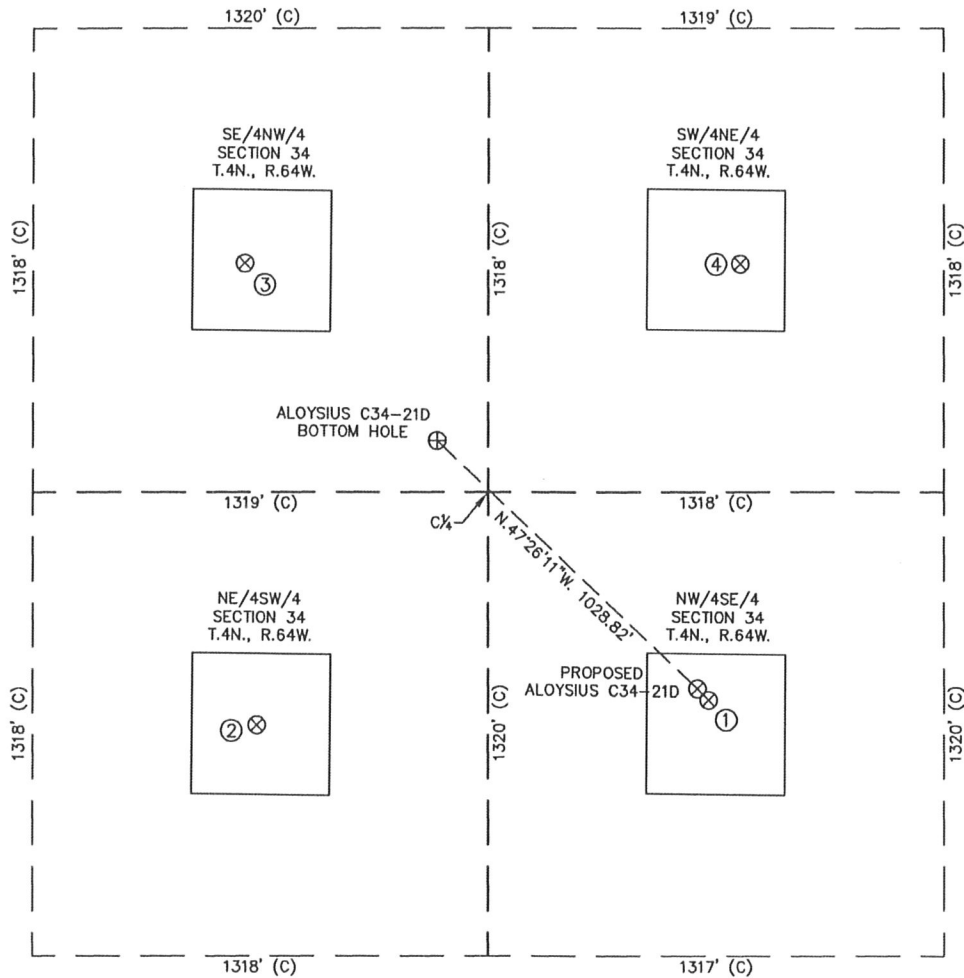 1320' (C)
1319' (C)
SE/4NW/4
SECTION 34
T.4N., R.64W.
SW/4NE/4
SECTION 34
T.4N., R.64W.
1318' (C)
1318' (C)
1318' (C)
3
4
ALOYSIUS C34-21D
BOTTOM HOLE
1319' (C)
1318' (C)
C¼
N.47°26'11"W. 1028.82'
NE/4SW/4
SECTION 34
T.4N., R.64W.
NW/4SE/4
SECTION 34
T.4N., R.64W.
PROPOSED
ALOYSIUS C34-21D
1318' (C)
1320' (C)
1320' (C)
2
1
1318' (C)
1317' (C)